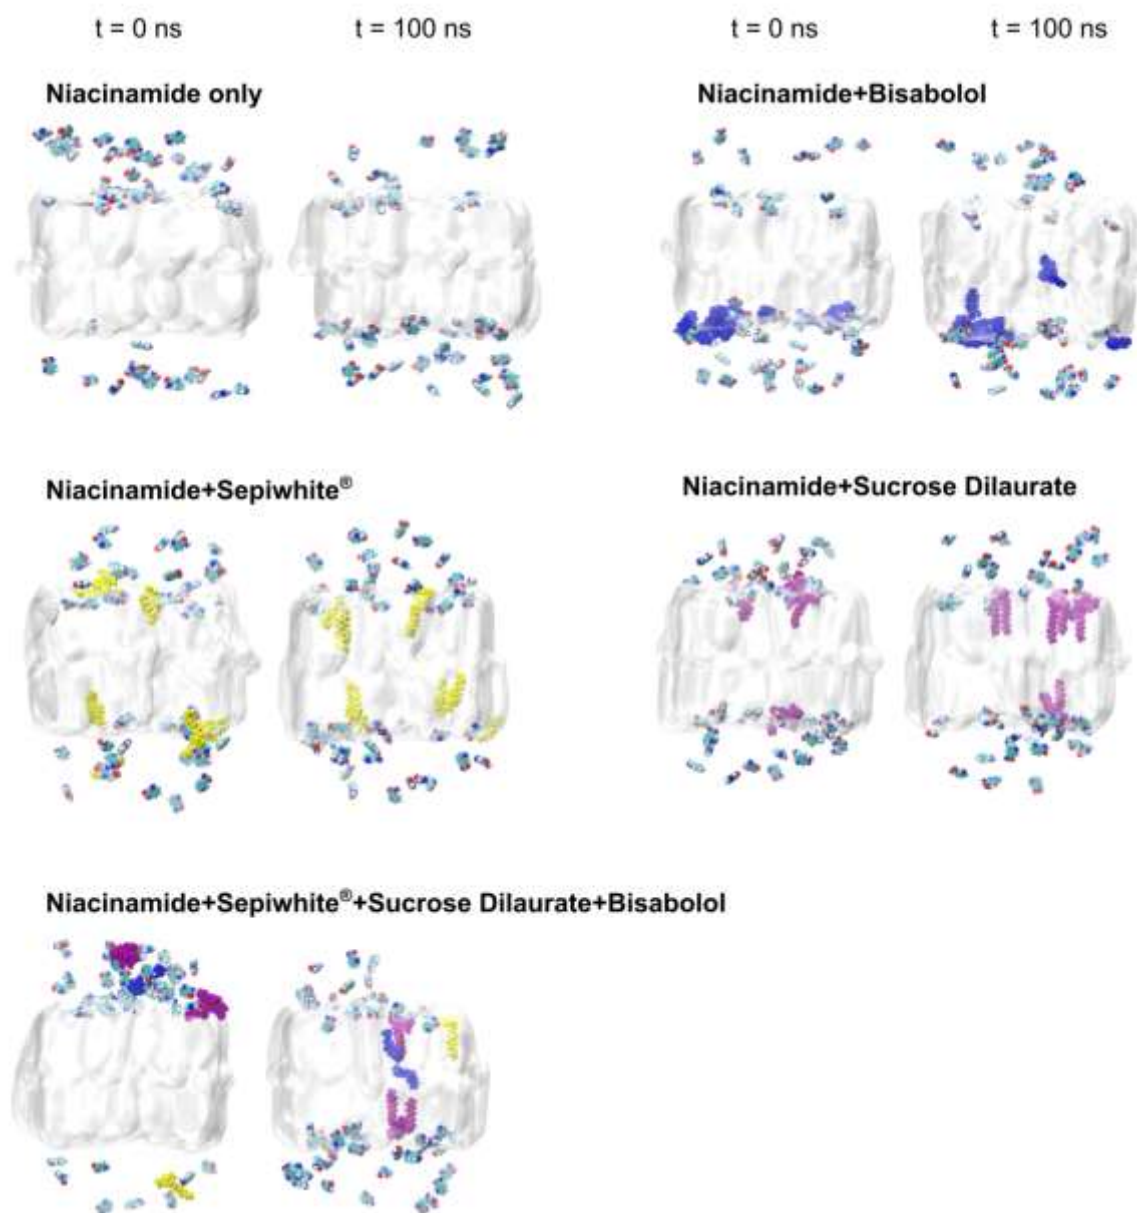 t = 0 ns t = 100 ns t = 0 ns t = 100 ns
Niacinamide only Niacinamide+Bisabolol
Niacinamide+Sepiwhite® Niacinamide+Sucrose Dilaurate
Niacinamide+Sepiwhite®+Sucrose Dilaurate+Bisabolol